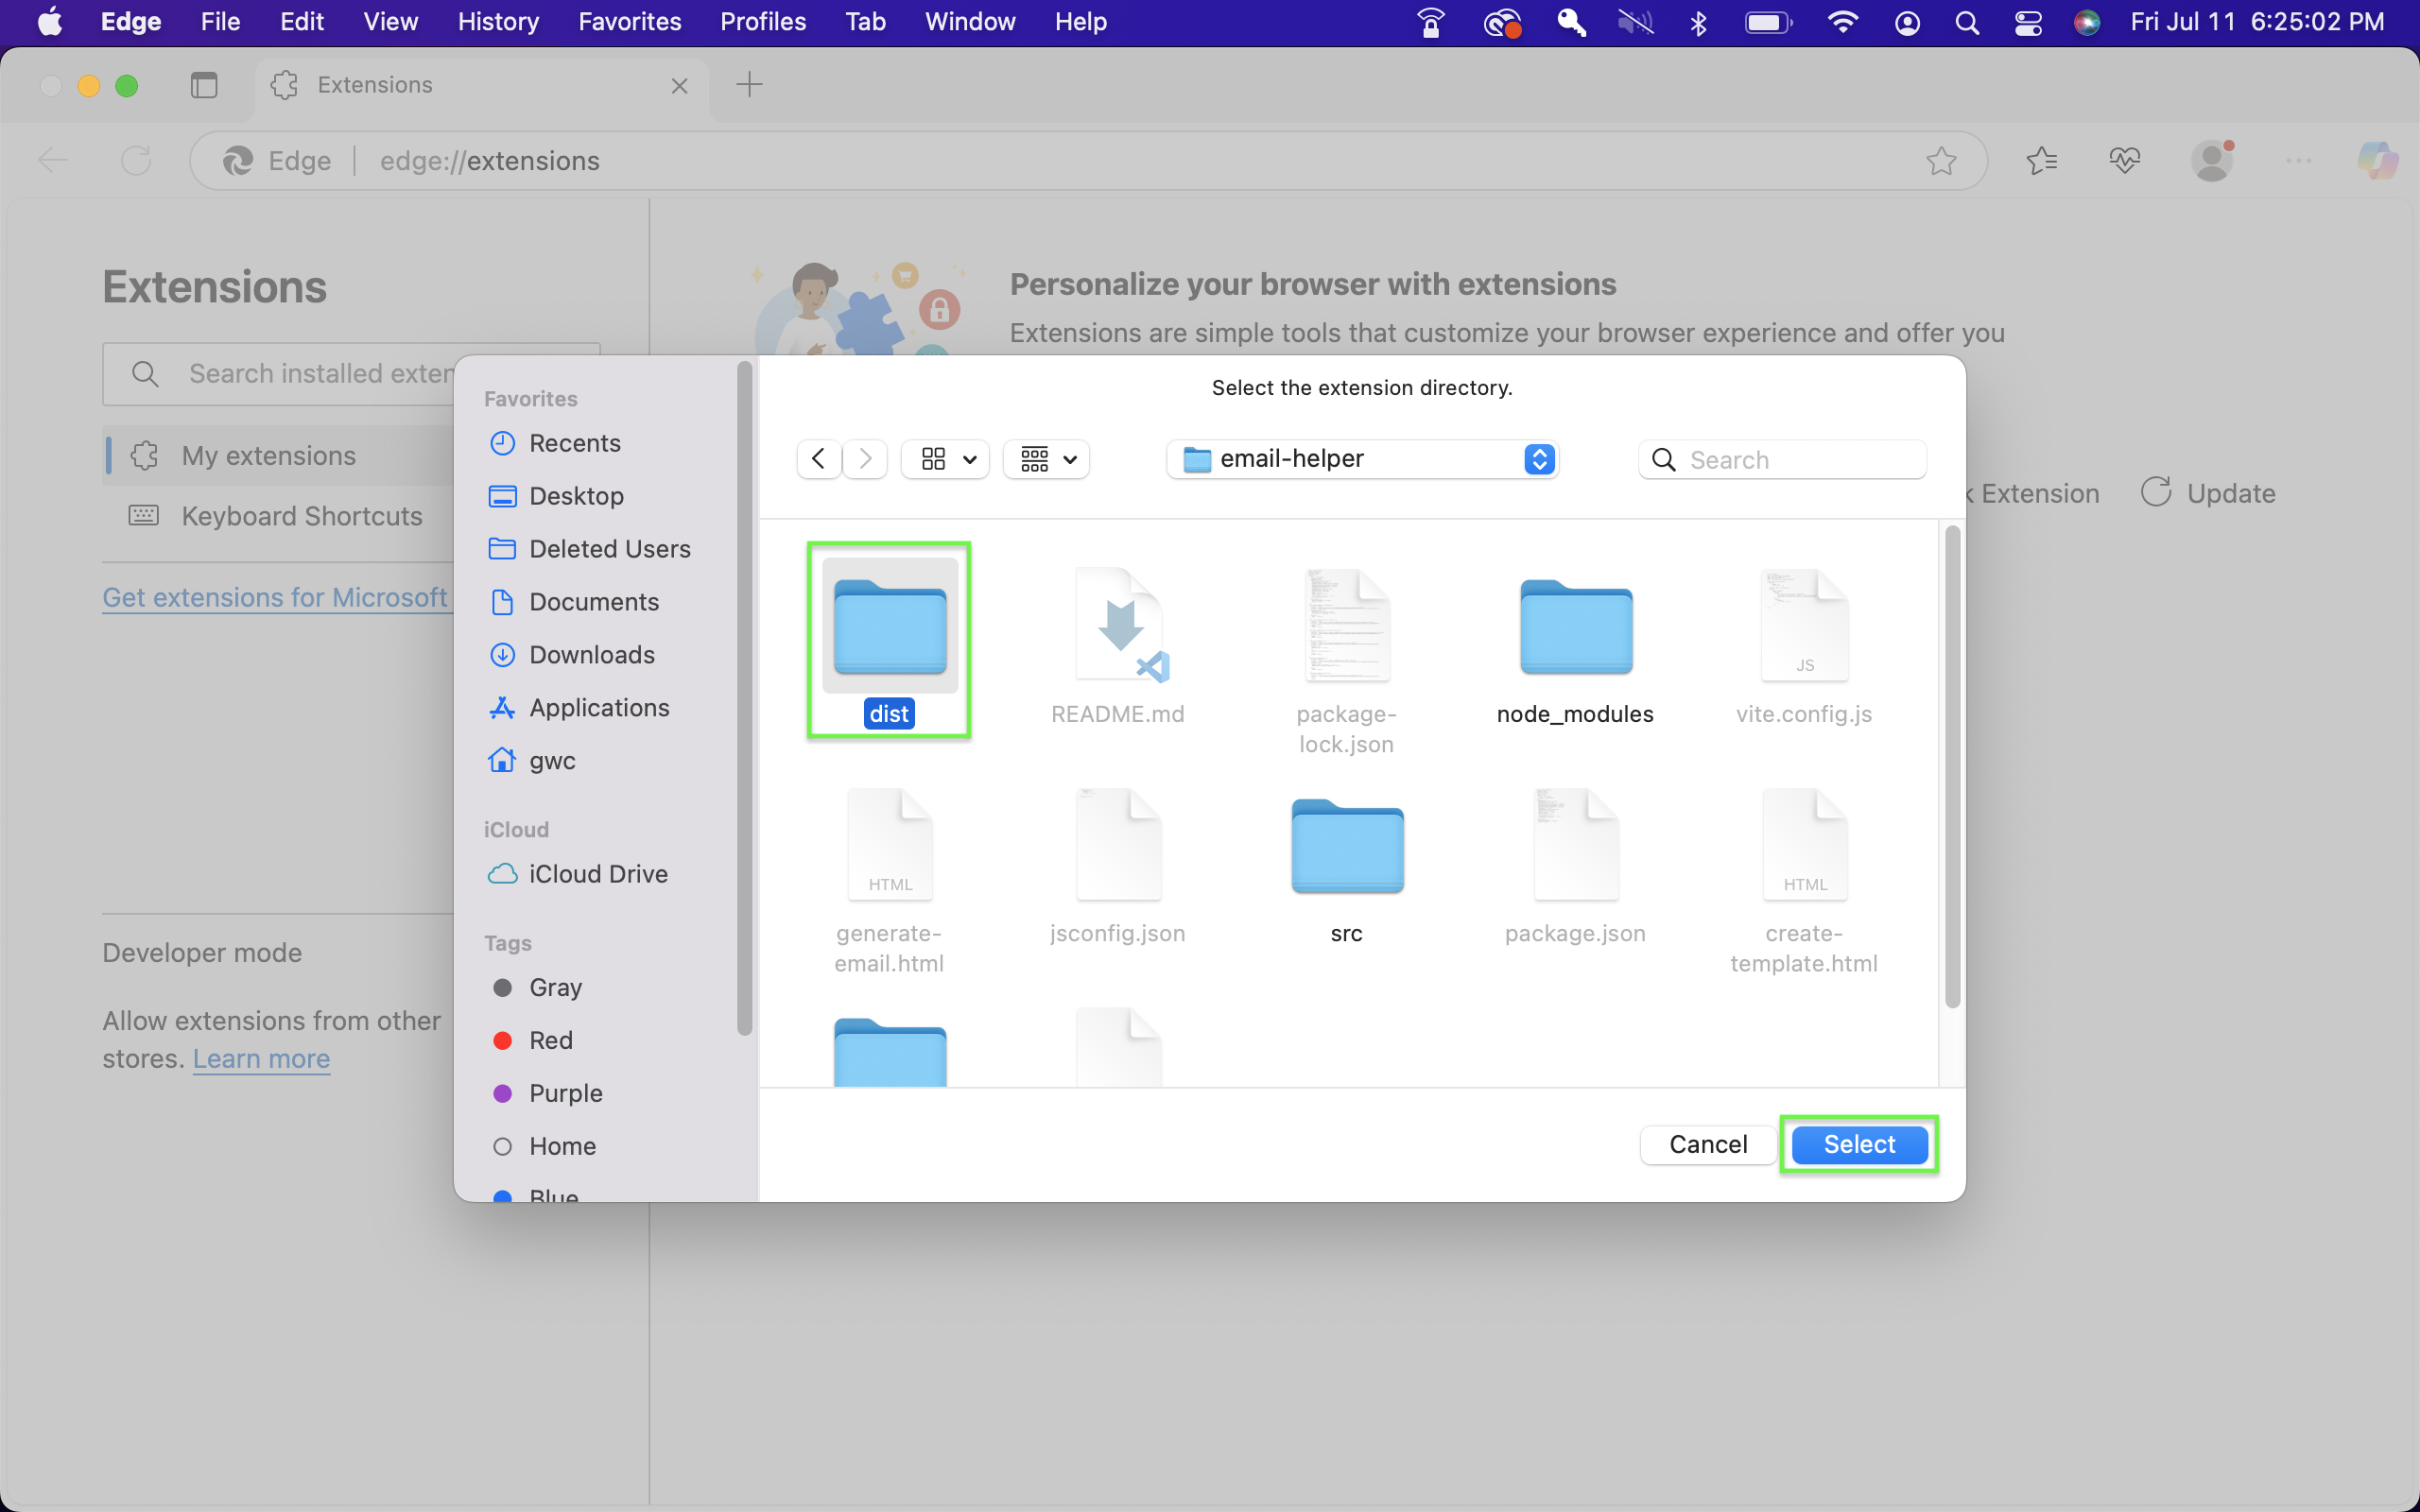 Edge File Edit View History Favorites Profiles Tab Window Help Fri Jul 11 6:25:02 PM
Extensions
Edge edge://extensions
Extensions
Search installed exten
My extensions
Keyboard Shortcuts
Get extensions for Microsoft
Developer mode
Allow extensions from other
stores. Learn more
Personalize your browser with extensions
Extensions are simple tools that customize your browser experience and offer you
k Extension Update
Favorites
Recents
Desktop
Deleted Users
Documents
Downloads
Applications
gwc
iCloud
iCloud Drive
Tags
Gray
Red
Purple
Home
Blue
Select the extension directory.
email-helper
Search
dist README.md package-
lock.json node_modules JS
vite.config.js
HTML
generate-
email.html jsconfig.json src package.json HTML
create-
template.html
Cancel Select